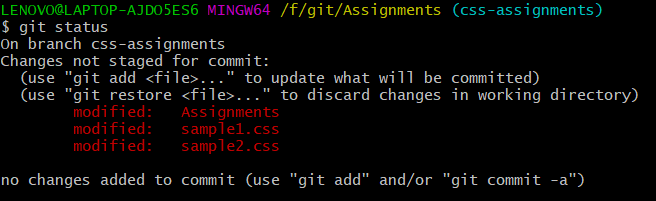 LENOVO@LAPTOP-AJDO5ES6 MINGW64 /f/git/Assignments (css-assignments)
$ git status
On branch css-assignments
Changes not staged for commit:
  (use "git add <file>..." to update what will be committed)
  (use "git restore <file>..." to discard changes in working directory)
        modified:   Assignments
        modified:   sample1.css
        modified:   sample2.css

no changes added to commit (use "git add" and/or "git commit -a")